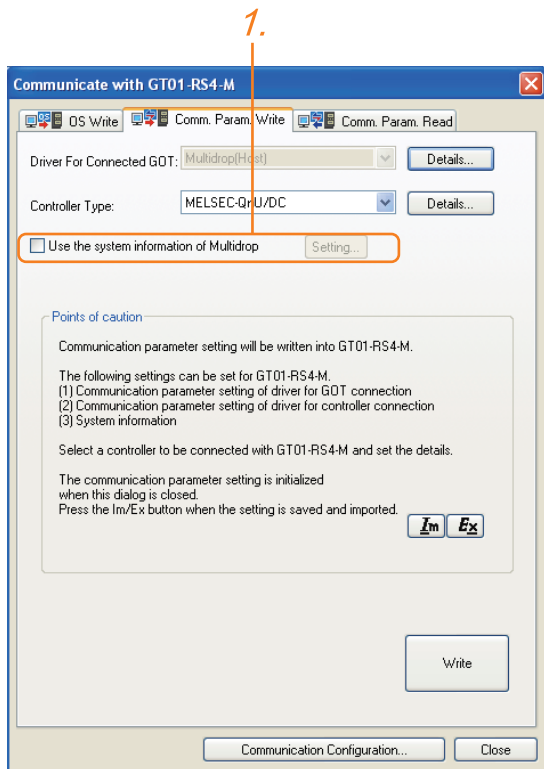 1.
Communicate with GT01-RS4-M
OS Write Comm. Param. Write Comm. Param. Read
Driver For Connected GOT: Multidrop(Host) Details...
Controller Type: MELSEC-QnU/DC Details...
Use the system information of Multidrop Setting...
Points of caution
Communication parameter setting will be written into GT01-RS4-M.
The following settings can be set for GT01-RS4-M.
(1) Communication parameter setting of driver for GOT connection
(2) Communication parameter setting of driver for controller connection
(3) System information
Select a controller to be connected with GT01-RS4-M and set the details.
The communication parameter setting is initialized
when this dialog is closed.
Press the Im/Ex button when the setting is saved and imported.
Im Ex
Write
Communication Configuration... Close